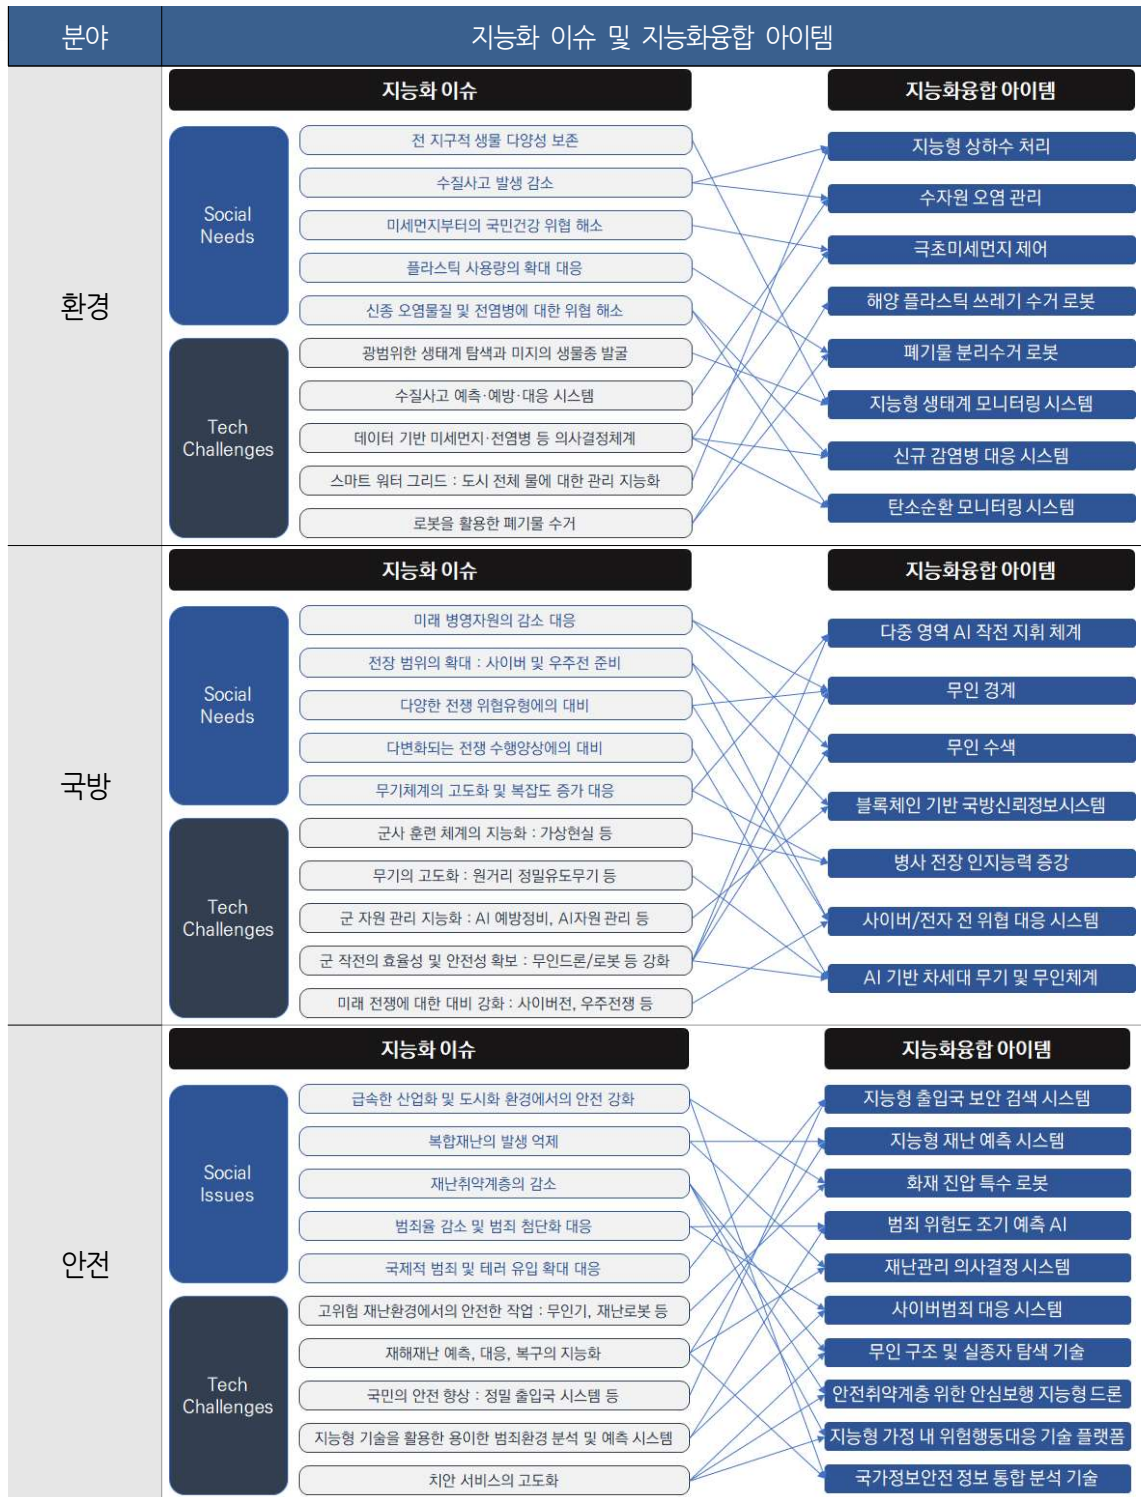 분야
지능화 이슈 및 지능화융합 아이템
환경
지능화 이슈
지능화융합 아이템
Social
Needs
전 지구적 생물 다양성 보존
수질사고 발생 감소
미세먼지부터의 국민건강 위협 해소
플라스틱 사용량의 확대 대응
신종 오염물질 및 전염병에 대한 위협 해소
Tech
Challenges
광범위한 생태계 탐색과 미지의 생물종 발굴
수질사고 예측·예방·대응 시스템
데이터 기반 미세먼지·전염병 등 의사결정체계
스마트 워터 그리드 : 도시 전체 물에 대한 관리 지능화
로봇을 활용한 폐기물 수거
지능형 상하수 처리
수자원 오염 관리
극초미세먼지 제어
해양 플라스틱 쓰레기 수거 로봇
폐기물 분리수거 로봇
지능형 생태계 모니터링 시스템
신규 감염병 대응 시스템
탄소순환 모니터링 시스템
국방
지능화 이슈
지능화융합 아이템
Social
Needs
미래 병영자원의 감소 대응
전장 범위의 확대 : 사이버 및 우주전 준비
다양한 전쟁 위협유형에의 대비
다변화되는 전쟁 수행양상에의 대비
무기체계의 고도화 및 복잡도 증가 대응
Tech
Challenges
군사 훈련 체계의 지능화 : 가상현실 등
무기의 고도화 : 원거리 정밀유도무기 등
군 자원 관리 지능화 : AI 예방정비, AI자원 관리 등
군 작전의 효율성 및 안전성 확보 : 무인드론/로봇 등 강화
미래 전쟁에 대한 대비 강화 : 사이버전, 우주전쟁 등
다중 영역 AI 작전 지휘 체계
무인 경계
무인 수색
블록체인 기반 국방신뢰정보시스템
병사 전장 인지능력 증강
사이버/전자 전 위협 대응 시스템
AI 기반 차세대 무기 및 무인체계
안전
지능화 이슈
지능화융합 아이템
Social
Issues
급속한 산업화 및 도시화 환경에서의 안전 강화
복합재난의 발생 억제
재난취약계층의 감소
범죄율 감소 및 범죄 첨단화 대응
국제적 범죄 및 테러 유입 확대 대응
Tech
Challenges
고위험 재난환경에서의 안전한 작업 : 무인기, 재난로봇 등
재해재난 예측, 대응, 복구의 지능화
국민의 안전 향상 : 정밀 출입국 시스템 등
지능형 기술을 활용한 용이한 범죄환경 분석 및 예측 시스템
치안 서비스의 고도화
지능형 출입국 보안 검색 시스템
지능형 재난 예측 시스템
화재 진압 특수 로봇
범죄 위험도 조기 예측 AI
재난관리 의사결정 시스템
사이버범죄 대응 시스템
무인 구조 및 실종자 탐색 기술
안전취약계층 위한 안심보행 지능형 드론
지능형 가정 내 위험행동대응 기술 플랫폼
국가정보안전 정보 통합 분석 기술